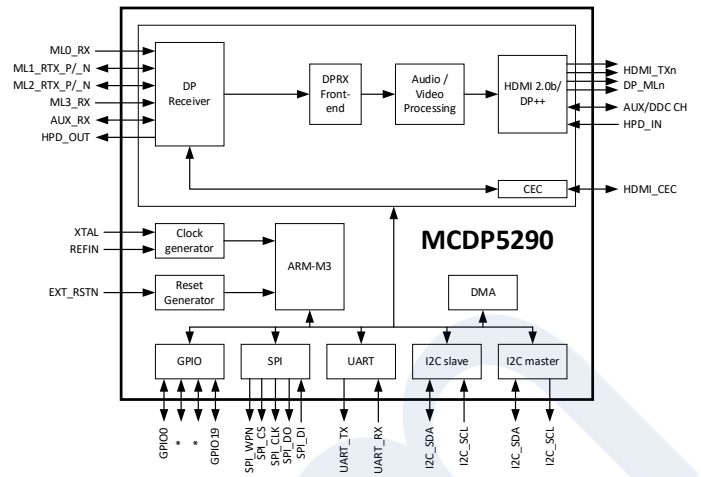 ML0_RX
ML1_RTX_P/_N
ML2_RTX_P/_N
ML3_RX
AUX_RX
HPD_OUT
DP
Receiver
DPRX
Front-
end
Audio /
Video
Processing
HDMI 2.0b/
DP++
HDMI_TXn
DP_MLn
AUX/DDC CH
HPD_IN
CEC
HDMI_CEC
XTAL
REFIN
Clock
generator
ARM-M3
MCDP5290
EXT_RSTN
Reset
Generator
DMA
GPIO
SPI
UART
I2C slave
I2C master
GPIO0
*
*
GPIO19
SPI_WPN
SPI_CS
SPI_CLK
SPI_DO
SPI_DI
UART_TX
UART_RX
I2C_SDA
I2C_SCL
I2C_SDA
I2C_SCL